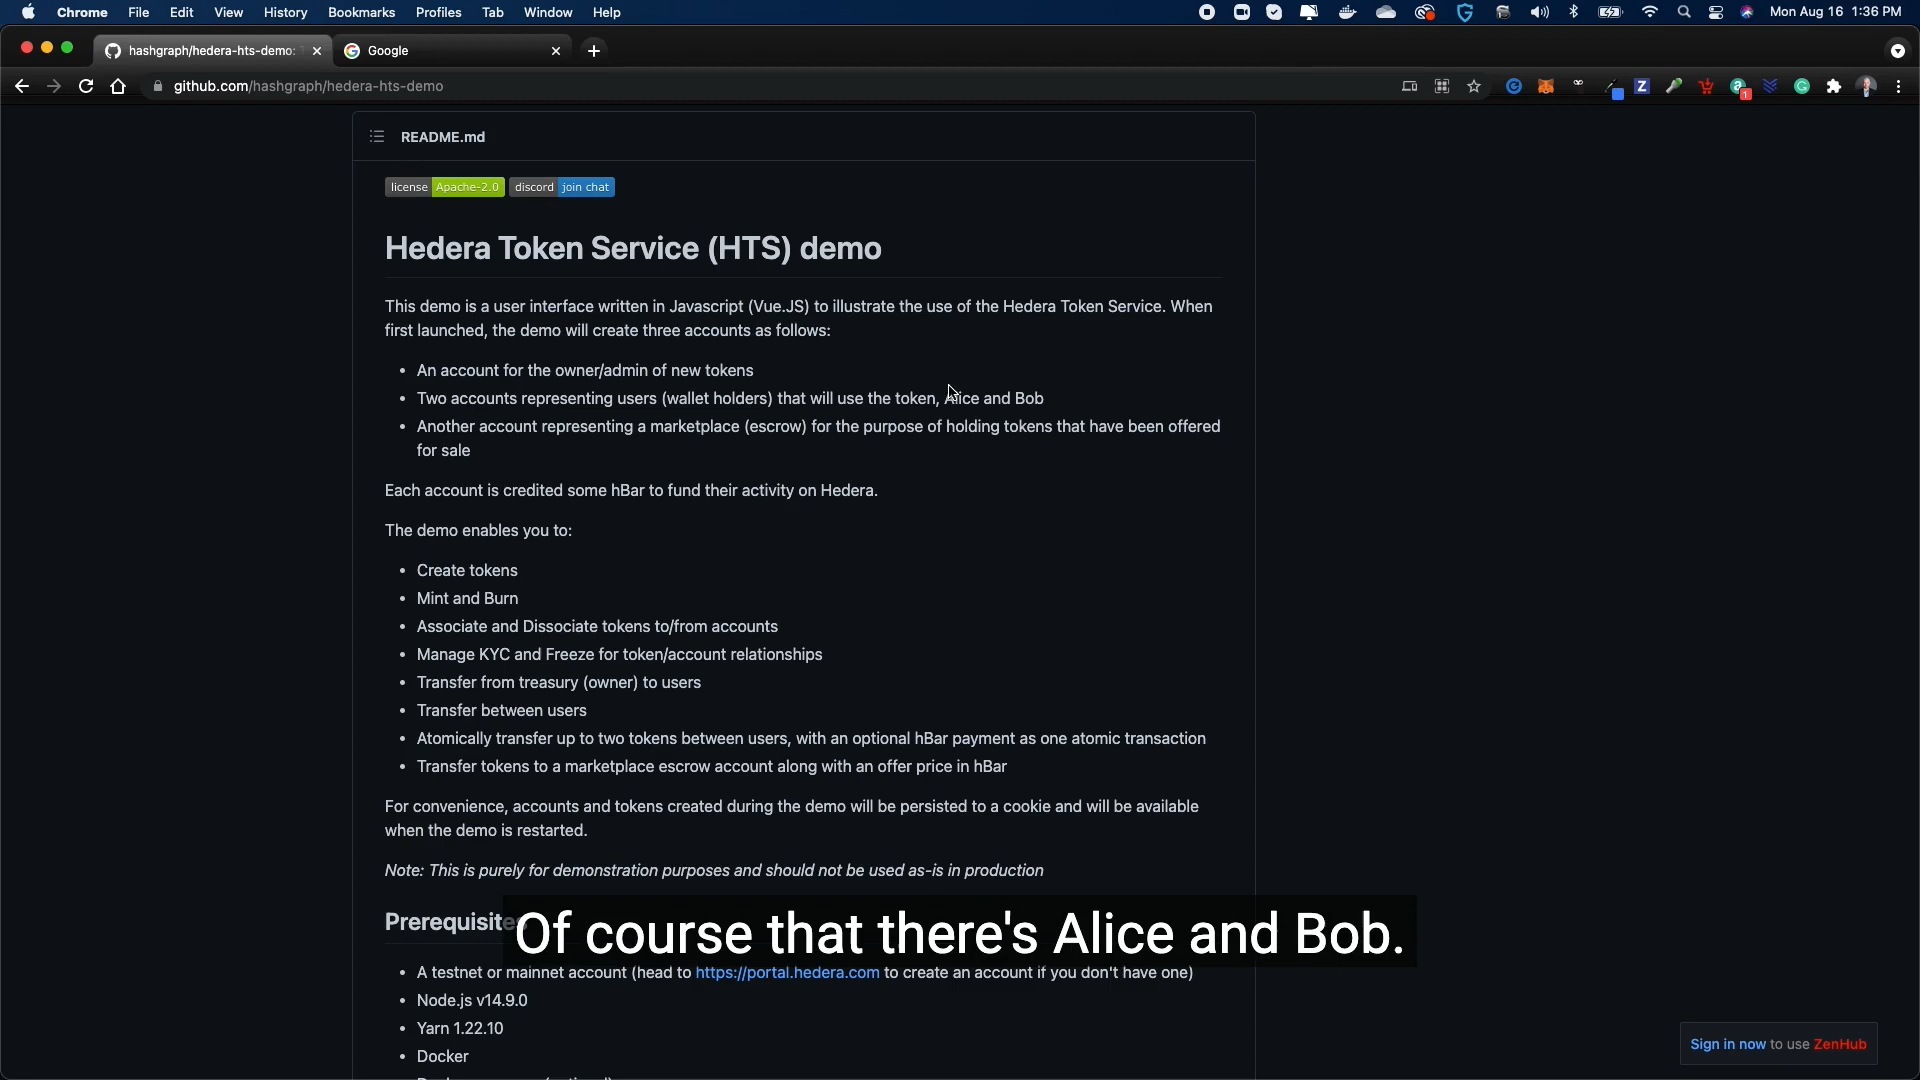 Chrome File Edit View History Bookmarks Profiles Tab Window Help Mon Aug 16 1:36 PM
hashgraph/hedera-hts-demo: Google
github.com/hashgraph/hedera-hts-demo
README.md
license Apache-2.0 discord join chat
Hedera Token Service (HTS) demo
This demo is a user interface written in Javascript (Vue.JS) to illustrate the use of the Hedera Token Service. When
first launched, the demo will create three accounts as follows:
• An account for the owner/admin of new tokens
• Two accounts representing users (wallet holders) that will use the token, Alice and Bob
• Another account representing a marketplace (escrow) for the purpose of holding tokens that have been offered
for sale
Each account is credited some hBar to fund their activity on Hedera.
The demo enables you to:
• Create tokens
• Mint and Burn
• Associate and Dissociate tokens to/from accounts
• Manage KYC and Freeze for token/account relationships
• Transfer from treasury (owner) to users
• Transfer between users
• Atomically transfer up to two tokens between users, with an optional hBar payment as one atomic transaction
• Transfer tokens to a marketplace escrow account along with an offer price in hBar
For convenience, accounts and tokens created during the demo will be persisted to a cookie and will be available
when the demo is restarted.
Note: This is purely for demonstration purposes and should not be used as-is in production
Prerequisites
Of course that there's Alice and Bob.
• A testnet or mainnet account (head to https://portal.hedera.com to create an account if you don't have one)
• Node.js v14.9.0
• Yarn 1.22.10
• Docker
Sign in now to use ZenHub